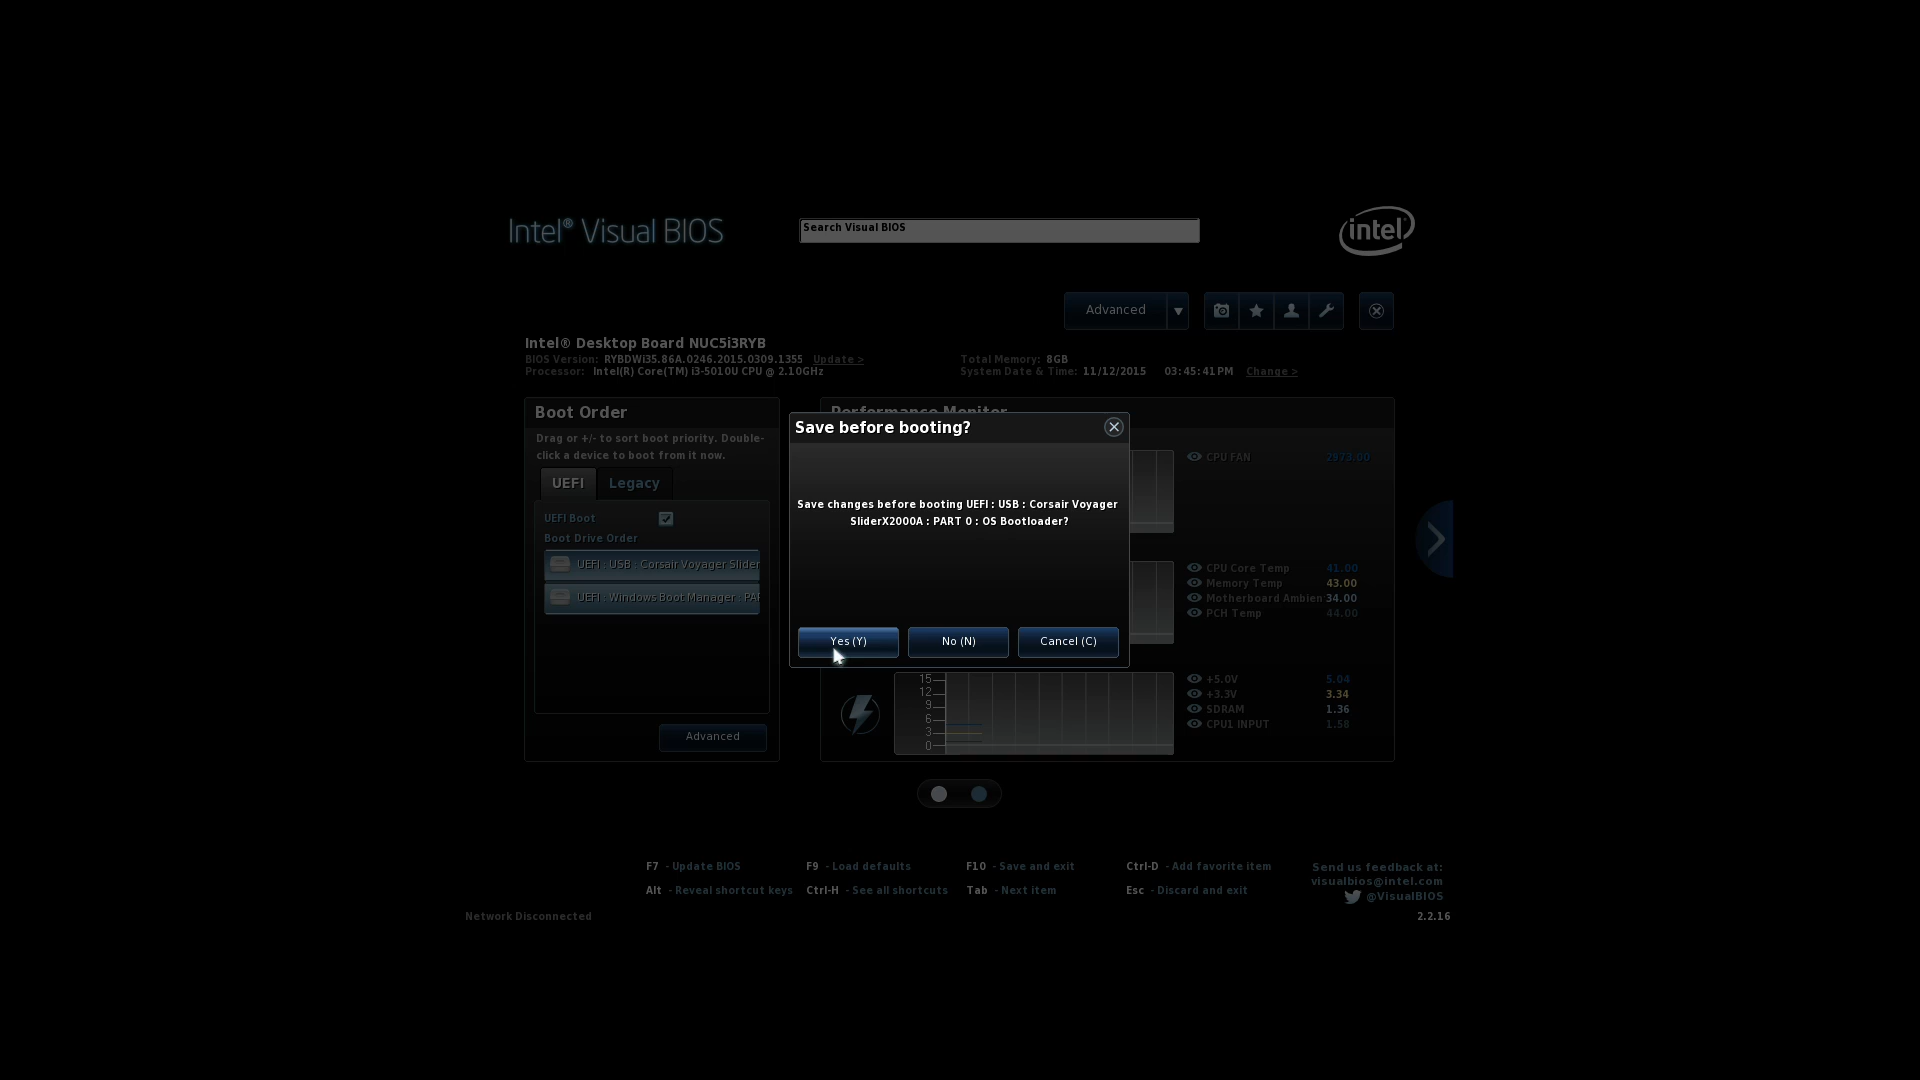 Intel® Visual BIOS
Search Visual BIOS
intel
Advanced
Intel® Desktop Board NUC5i3RYB
BIOS Version: RYBDWi35.86A.0246.2015.0309.1355 Update >
Processor: Intel(R) Core(TM) i3-5010U CPU @ 2.10GHz
Total Memory: 8GB
System Date & Time: 11/12/2015 03:45:41PM Change >
Boot Order
Drag or +/- to sort boot priority. Double-
click a device to boot from it now.
UEFI Legacy
UEFI Boot
Boot Drive Order
UEFI : USB : Corsair Voyager Slider
UEFI : Windows Boot Manager : PAR
Advanced
Performance Monitor
Save before booting?
Save changes before booting UEFI : USB : Corsair Voyager
SliderX2000A : PART 0 : OS Bootloader?
Yes (Y) No (N) Cancel (C)
CPU FAN 2973.00
CPU Core Temp 41.00
Memory Temp 43.00
Motherboard Ambien 34.00
PCH Temp 44.00
15
12
9
6
3
0
+5.0V 5.04
+3.3V 3.34
SDRAM 1.36
CPU1 INPUT 1.58
F7 - Update BIOS F9 - Load defaults F10 - Save and exit Ctrl-D - Add favorite item
Alt - Reveal shortcut keys Ctrl-H - See all shortcuts Tab - Next item Esc - Discard and exit
Send us feedback at:
visualbios@intel.com
@VisualBIOS
Network Disconnected
2.2.16